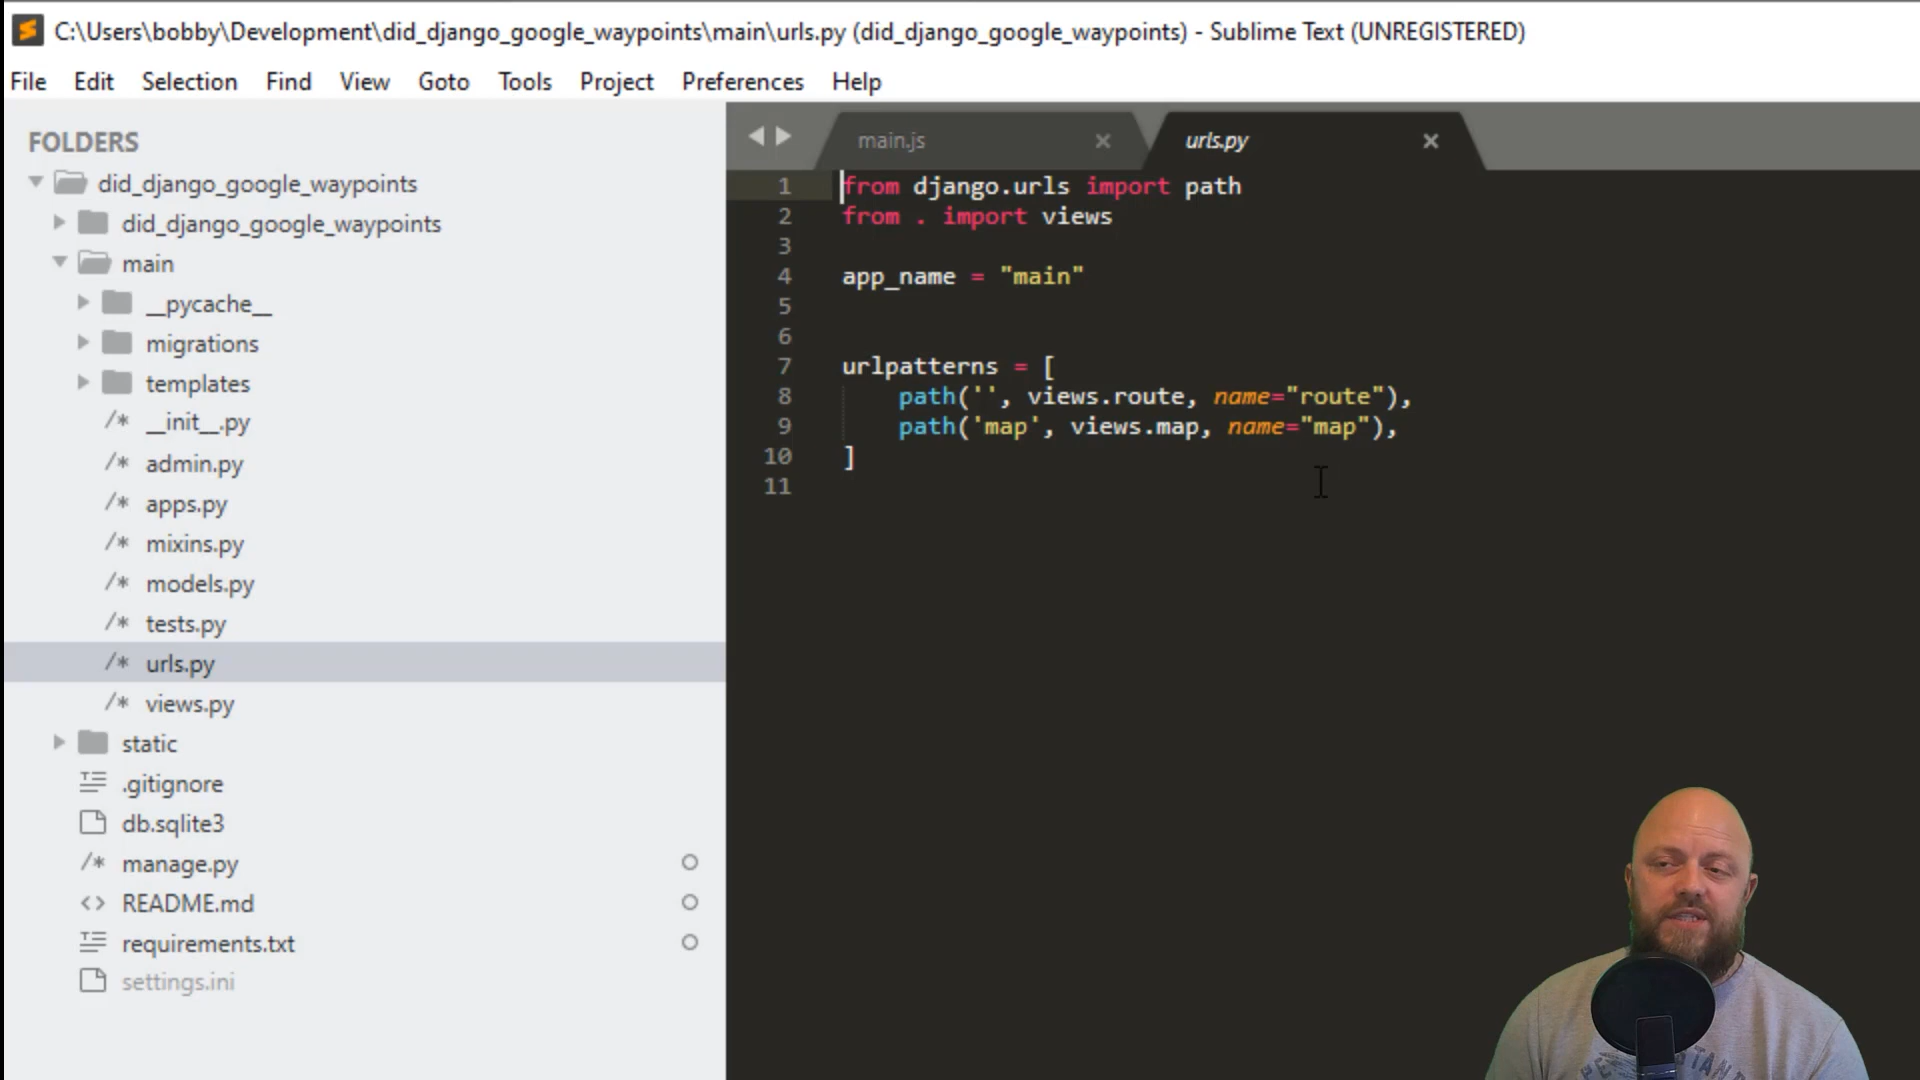 C:\Users\bobby\Development\did_django_google_waypoints\main\urls.py (did_django_google_waypoints) - Sublime Text (UNREGISTERED)
File Edit Selection Find View Goto Tools Project Preferences Help
FOLDERS
did_django_google_waypoints
did_django_google_waypoints
main
__pycache__
migrations
templates
/* __init__.py
/* admin.py
/* apps.py
/* mixins.py
/* models.py
/* tests.py
/* urls.py
/* views.py
static
.gitignore
db.sqlite3
/* manage.py
<> README.md
requirements.txt
settings.ini
main.js × urls.py ×
1 from django.urls import path
2 from . import views
3
4 app_name = "main"
5
6
7 urlpatterns = [
8     path('', views.route, name="route"),
9     path('map', views.map, name="map"),
10 ]
11